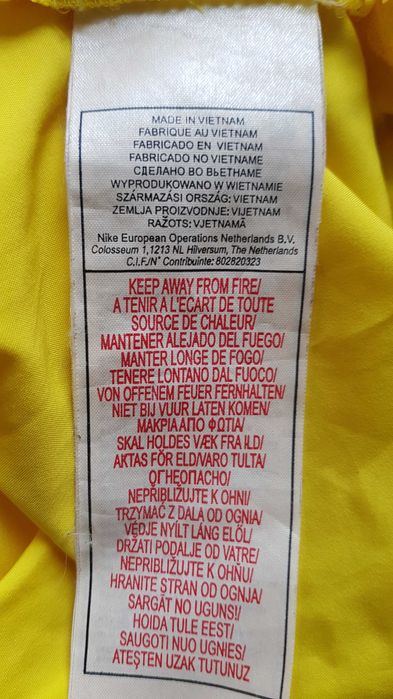 MADE IN VIETNAM
FABRIQUE AU VIETNAM
FABRICADO EN VIETNAM
FABRICADO NO VIETNAME
СДЕЛАНО ВО ВЬЕТНАМЕ
WYPRODUKOWANO W WIETNAMIE
SZÁRMAZÁSI ORSZÁG: VIETNAM
ZEMLJA PROIZVODNJE: VIJETNAM
RAŽOTS: VJETNAMĀ
Nike European Operations Netherlands B.V.
Colosseum 1,1213 NL Hilversum, The Netherlands
C.I.F./N° Contribuinte: 802820323
KEEP AWAY FROM FIRE/
A TENIR A L'ECART DE TOUTE
SOURCE DE CHALEUR/
MANTENER ALEJADO DEL FUEGO/
MANTER LONGE DE FOGO/
TENERE LONTANO DAL FUOCO/
VON OFFENEM FEUER FERNHALTEN/
NIET BIJ VUUR LATEN KOMEN/
ΜΑΚΡΙΑ ΑΠΟ ΦΩΤΙΑ/
SKAL HOLDES VÆK FRA ILD/
AKTAS FÖR ELD/VARO TULTA/
ОГНЕОПАСНО/
NEPŘIBLIŽUJTE K OHNI/
TRZYMAĆ Z DALA OD OGNIA/
VÉDJE NYÍLT LÁNG ELŐL/
DRŽATI PODALJE OD VATRE/
NEPRIBLIŽUJTE K OHŇU/
HRANITE STRAN OD OGNJA/
SARGĀT NO UGUNS!/
HOIDA TULE EEST/
SAUGOTI NUO UGNIES/
ATEŞTEN UZAK TUTUNUZ